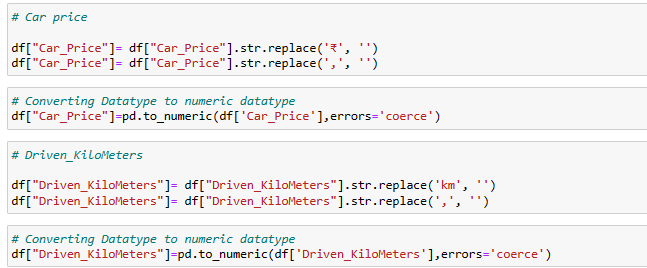 # Car price
df["Car_Price"]= df["Car_Price"].str.replace('₹', '')
df["Car_Price"]= df["Car_Price"].str.replace(',', '')
# Converting Datatype to numeric datatype
df["Car_Price"]=pd.to_numeric(df['Car_Price'],errors='coerce')
# Driven_KiloMeters
df["Driven_KiloMeters"]= df["Driven_KiloMeters"].str.replace('km', '')
df["Driven_KiloMeters"]= df["Driven_KiloMeters"].str.replace(',', '')
# Converting Datatype to numeric datatype
df["Driven_KiloMeters"]=pd.to_numeric(df['Driven_KiloMeters'],errors='coerce')